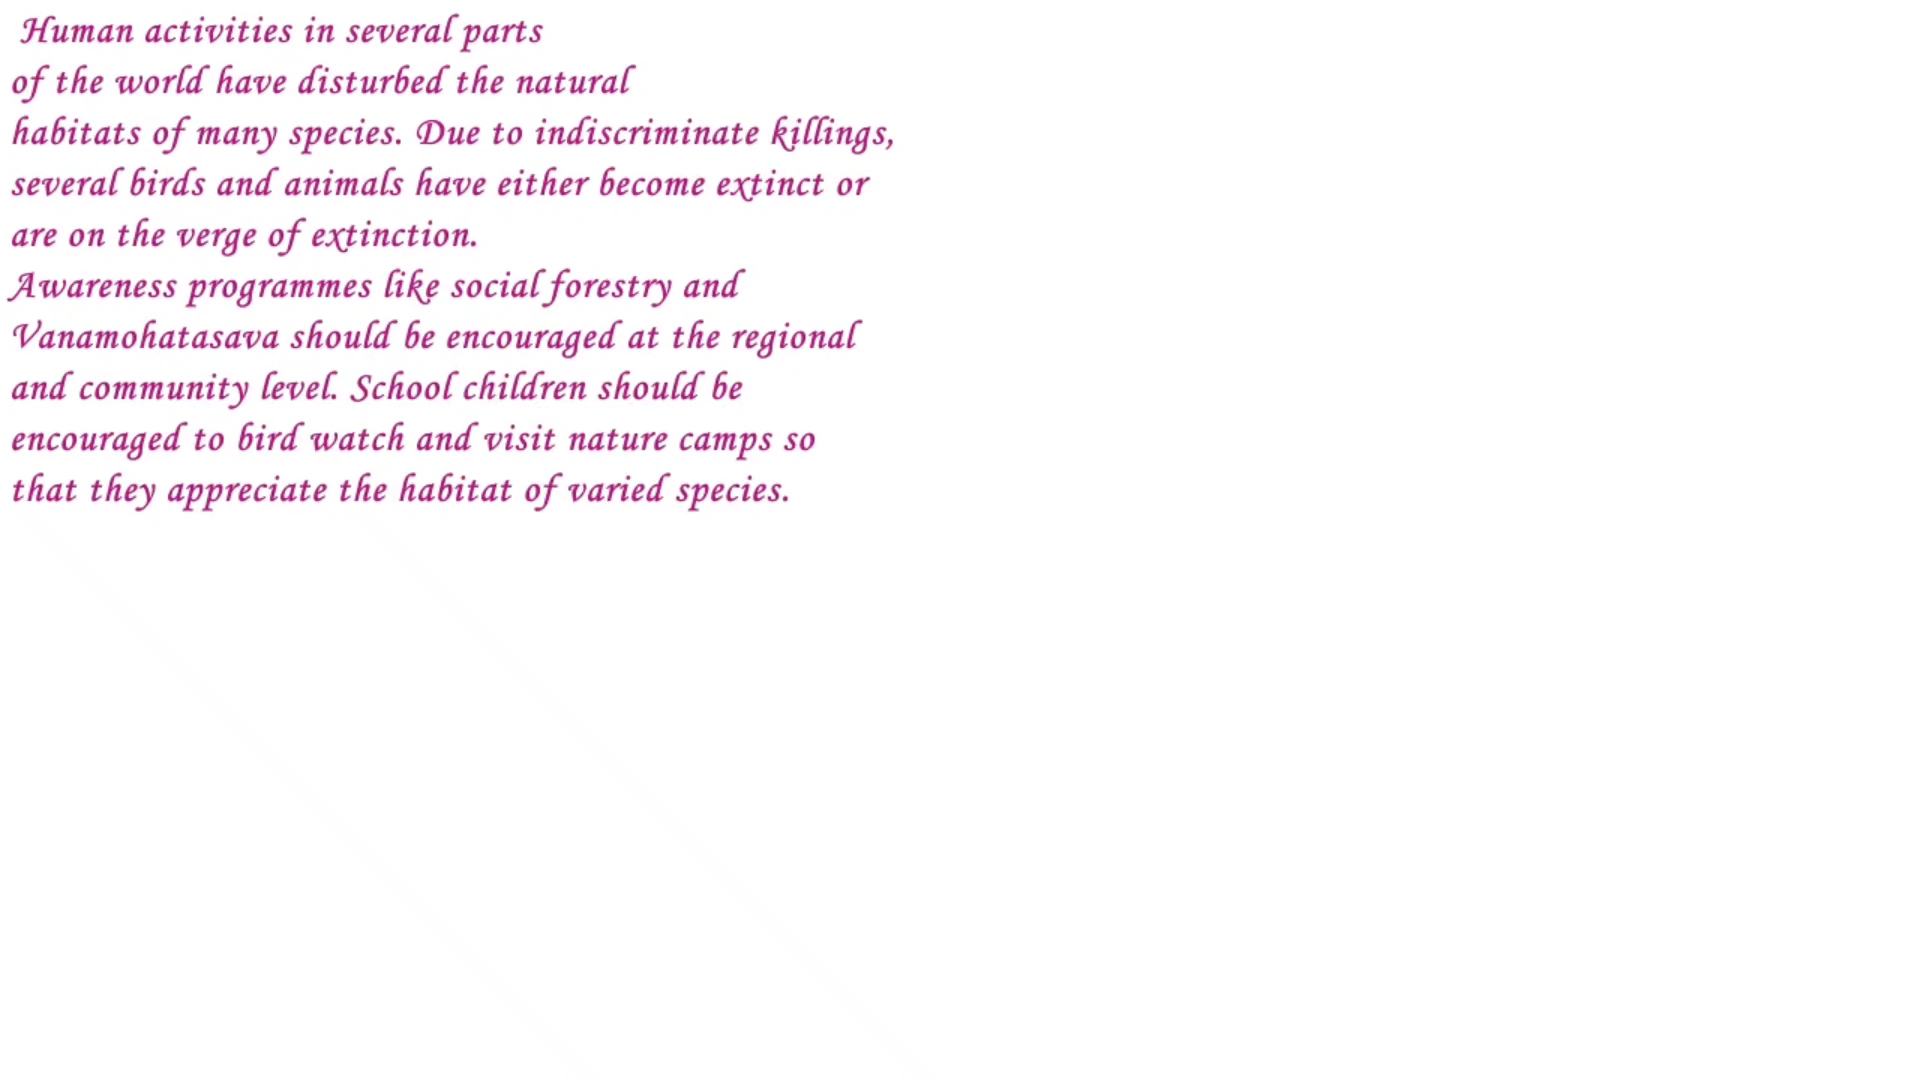 Human activities in several parts
of the world have disturbed the natural
habitats of many species. Due to indiscriminate killings,
several birds and animals have either become extinct or
are on the verge of extinction.
Awareness programmes like social forestry and
Vanamohatasava should be encouraged at the regional
and community level. School children should be
encouraged to bird watch and visit nature camps so
that they appreciate the habitat of varied species.